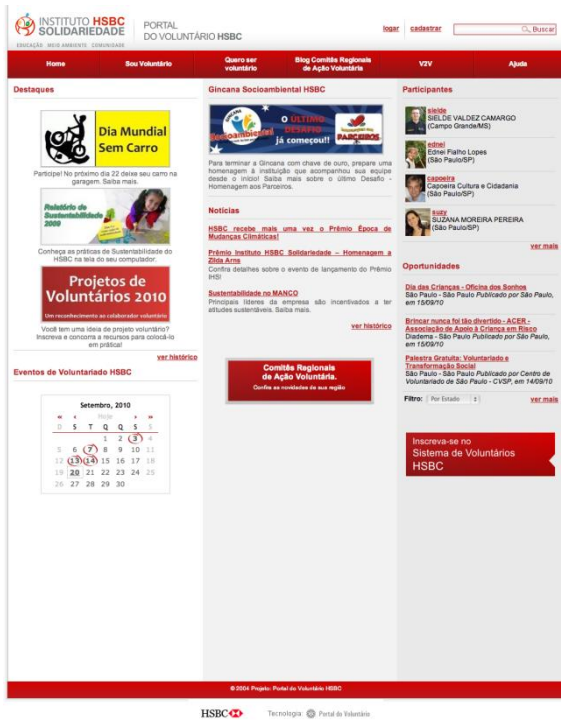 INSTITUTO HSBC
SOLIDARIEDADE
EDUCAÇÃO MEIO AMBIENTE COMUNIDADE
PORTAL
DO VOLUNTÁRIO HSBC
logar cadastrar Buscar
Home
Sou Voluntário
Quero ser
voluntário
Blog Comitês Regionais
de Ação Voluntária
V2V
Ajuda
Destaques
Dia Mundial
Sem Carro
Participe! No próximo dia 22 deixe seu carro na
garagem. Saiba mais.
Relatório de
Sustentabilidade
2009
Conheça as práticas de Sustentabilidade do
HSBC na tela do seu computador.
Projetos de
Voluntários 2010
Um reconhecimento ao colaborador voluntário
Você tem uma ideia de projeto voluntário?
Inscreva e concorra a recursos para colocá-lo
em prática!
ver histórico
Eventos de Voluntariado HSBC
Setembro, 2010
« ‹ Hoje › »
D S T Q Q S S
1 2 3 4
5 6 7 8 9 10 11
12 13 14 15 16 17 18
19 20 21 22 23 24 25
26 27 28 29 30
Gincana Socioambiental HSBC
Socioambiental
O ÚLTIMO
DESAFIO
já começou!!
PARCEIROS
Para terminar a Gincana com chave de ouro, prepare uma
homenagem à instituição que acompanhou sua equipe
desde o início! Saiba mais sobre o último Desafio -
Homenagem aos Parceiros.
Notícias
HSBC recebe mais uma vez o Prêmio Época de
Mudanças Climáticas!
Prêmio Instituto HSBC Solidariedade – Homenagem a
Zilda Arns
Confira detalhes sobre o evento de lançamento do Prêmio
IHS!
Sustentabilidade no MANCO
Principais líderes da empresa são incentivados a ter
atitudes sustentáveis. Saiba mais.
ver histórico
Comitês Regionais
de Ação Voluntária.
Confira as novidades da sua região
Participantes
sielde
SIELDE VALDEZ CAMARGO
(Campo Grande/MS)
ednei
Ednei Fialho Lopes
(São Paulo/SP)
capoeira
Capoeira Cultura e Cidadania
(São Paulo/SP)
suzy
SUZANA MOREIRA PEREIRA
(São Paulo/SP)
ver mais
Oportunidades
Dia das Crianças - Oficina dos Sonhos
São Paulo - São Paulo Publicado por São Paulo,
em 15/09/10
Brincar nunca foi tão divertido - ACER -
Associação de Apoio à Criança em Risco
Diadema - São Paulo Publicado por São Paulo,
em 15/09/10
Palestra Gratuita: Voluntariado e
Transformação Social
São Paulo - São Paulo Publicado por Centro de
Voluntariado de São Paulo - CVSP, em 14/09/10
Filtro: Por Estado ver mais
Inscreva-se no
Sistema de Voluntários
HSBC
© 2004 Projeto: Portal do Voluntário HSBC
HSBC Tecnologia: Portal do Voluntário